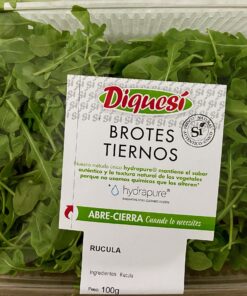 Diquesí
BROTES
TIERNOS
Nuestro método único hydrapure® mantiene el sabor
auténtico y la textura natural de los vegetales
porque no usamos químicos que los alteren*
hydrapure®
Sí
ABRE-CIERRA Cuando lo necesites
RUCULA
Ingredientes: Rucula
Peso: 100g